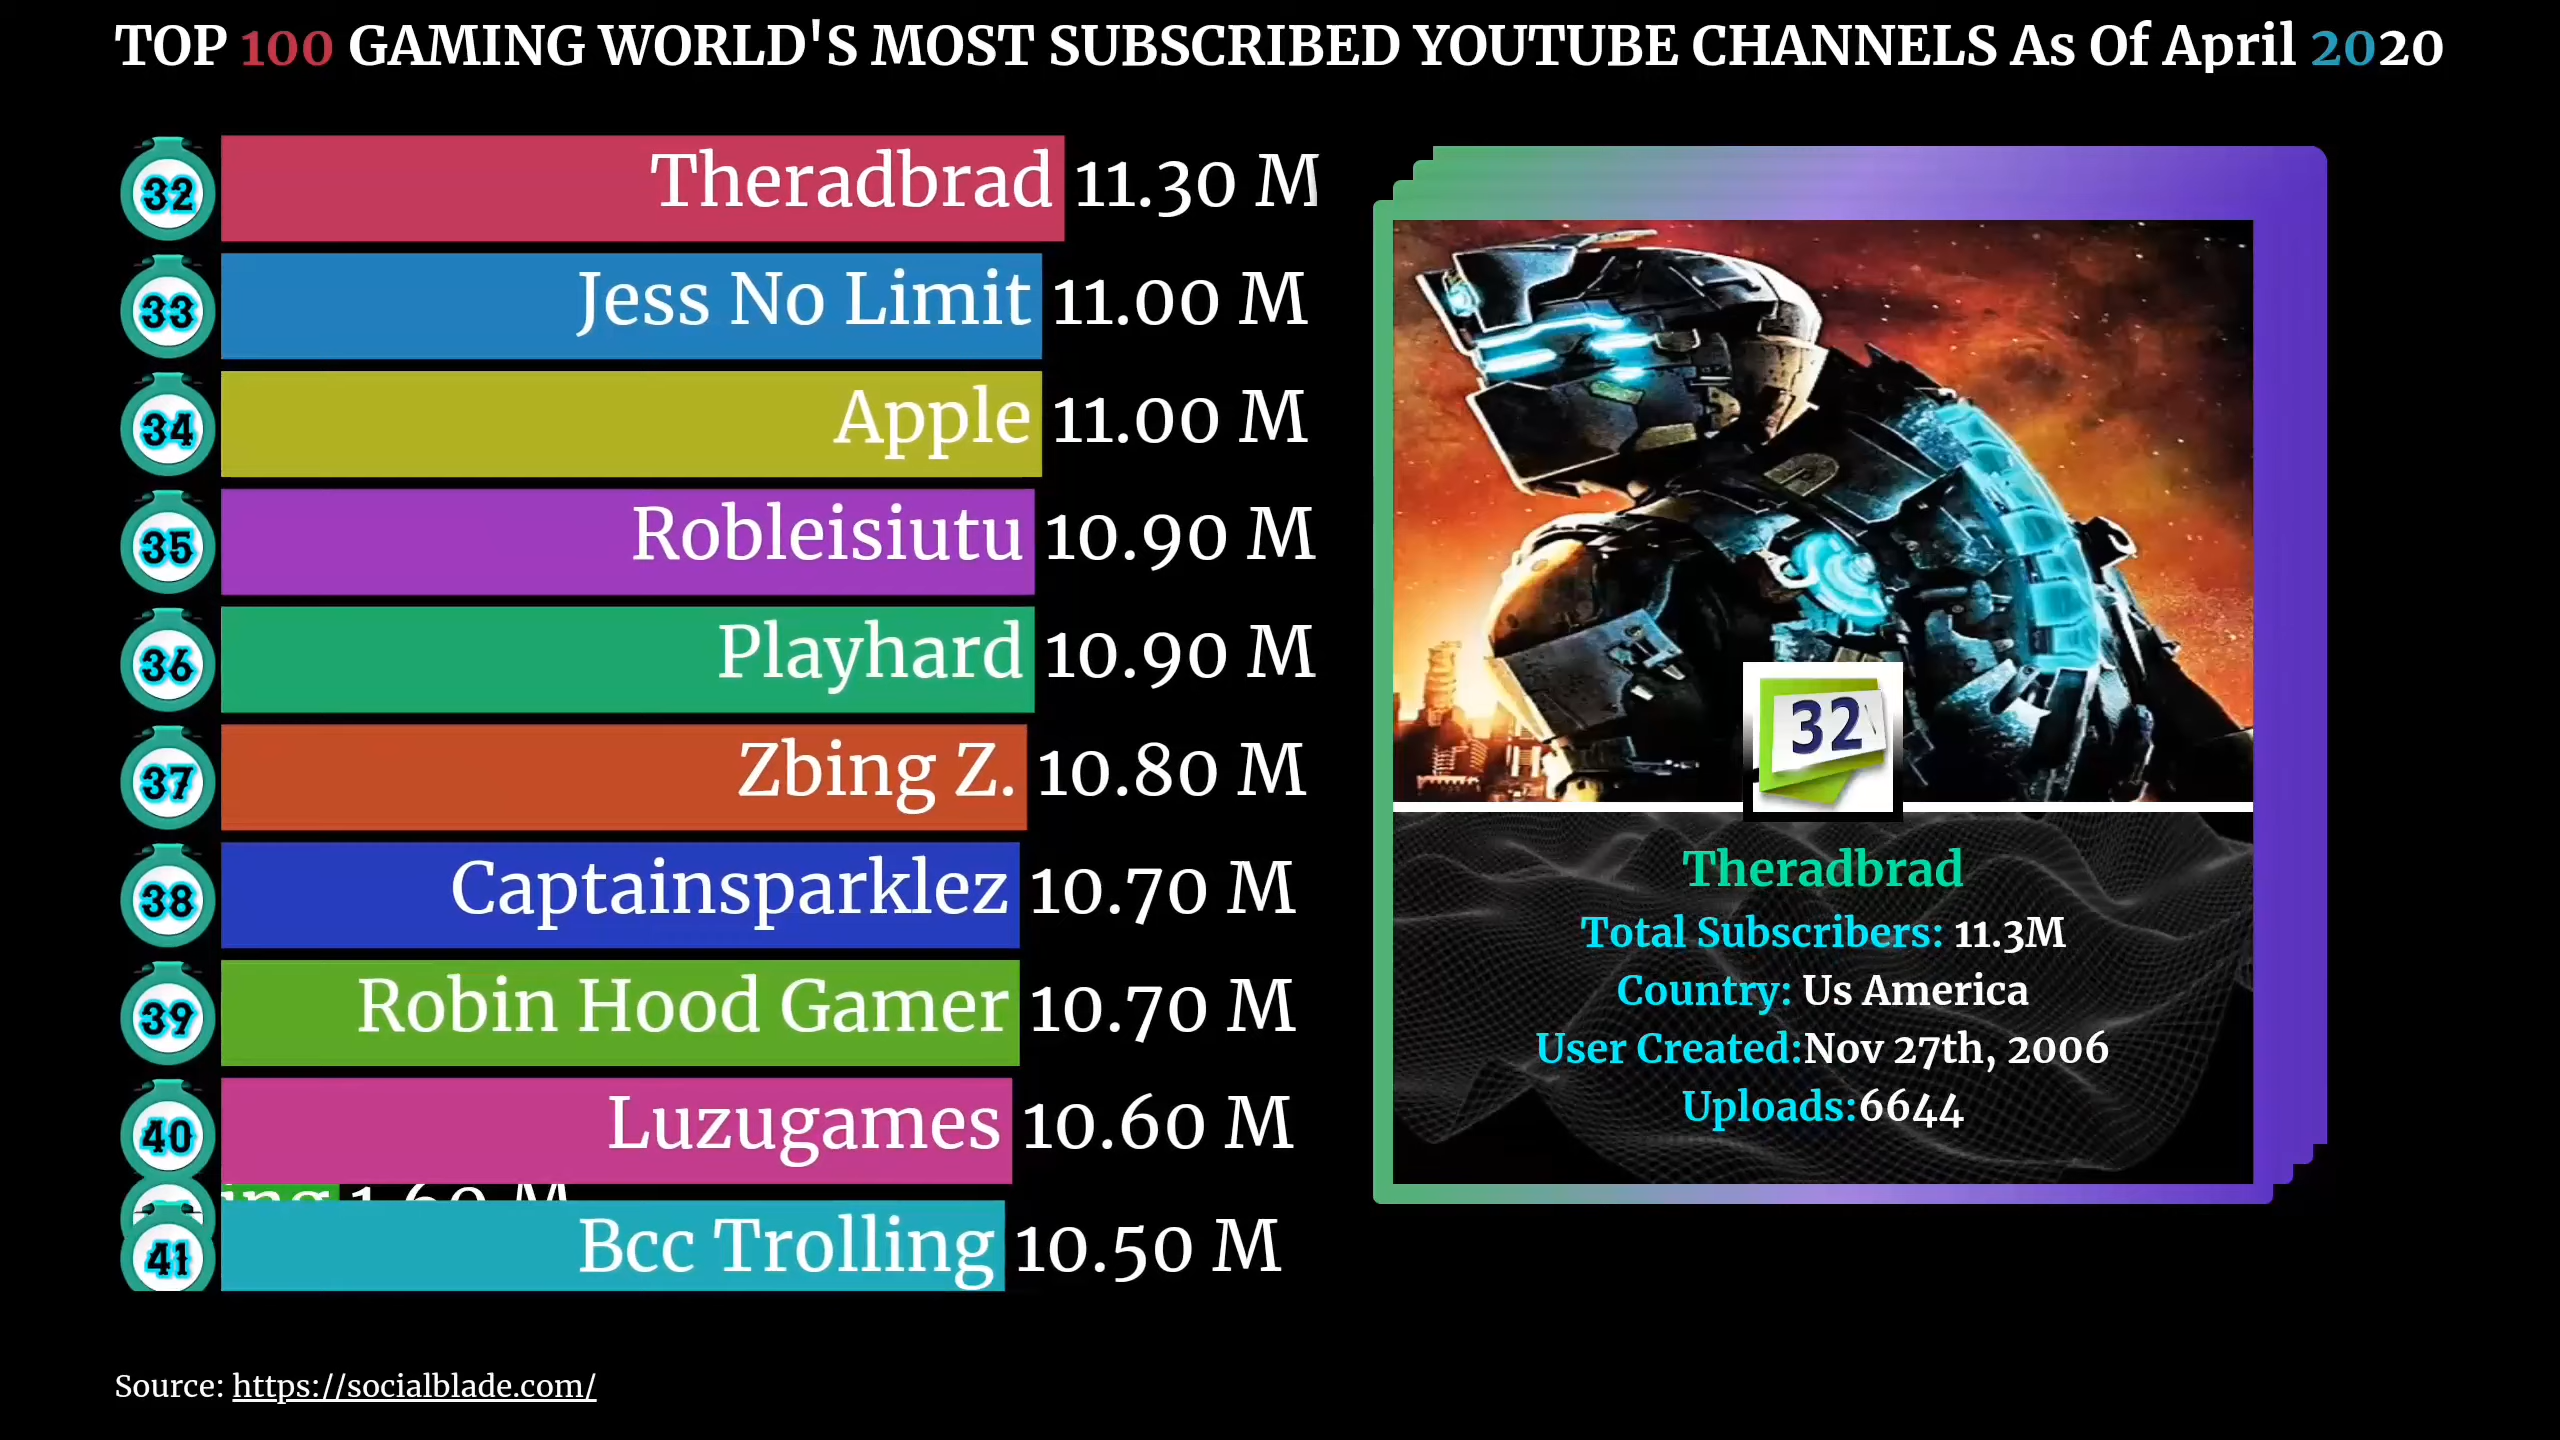 TOP 100 GAMING WORLD'S MOST SUBSCRIBED YOUTUBE CHANNELS As Of April 2020
32 Theradbrad 11.30 M
33 Jess No Limit 11.00 M
34 Apple 11.00 M
35 Robleisiutu 10.90 M
36 Playhard 10.90 M
37 Zbing Z. 10.80 M
38 Captainsparklez 10.70 M
39 Robin Hood Gamer 10.70 M
40 Luzugames 10.60 M
ing 1.60 M
41 Bcc Trolling 10.50 M
32
Theradbrad
Total Subscribers: 11.3M
Country: Us America
User Created:Nov 27th, 2006
Uploads:6644
Source: https://socialblade.com/